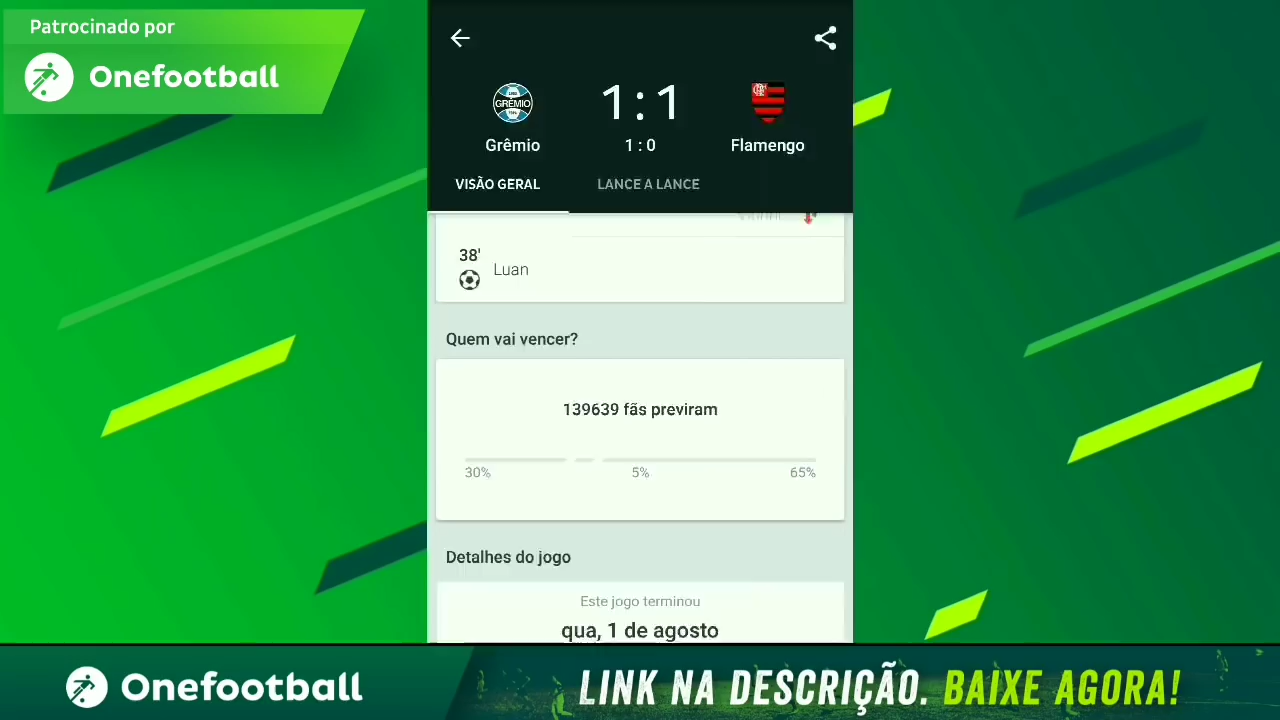 Patrocinado por
Onefootball
1 : 1
GRÊMIO
Grêmio
1 : 0
Flamengo
VISÃO GERAL
LANCE A LANCE
38'
Luan
Quem vai vencer?
139639 fãs previram
30%
5%
65%
Detalhes do jogo
Este jogo terminou
qua, 1 de agosto
Onefootball
LINK NA DESCRIÇÃO. BAIXE AGORA!